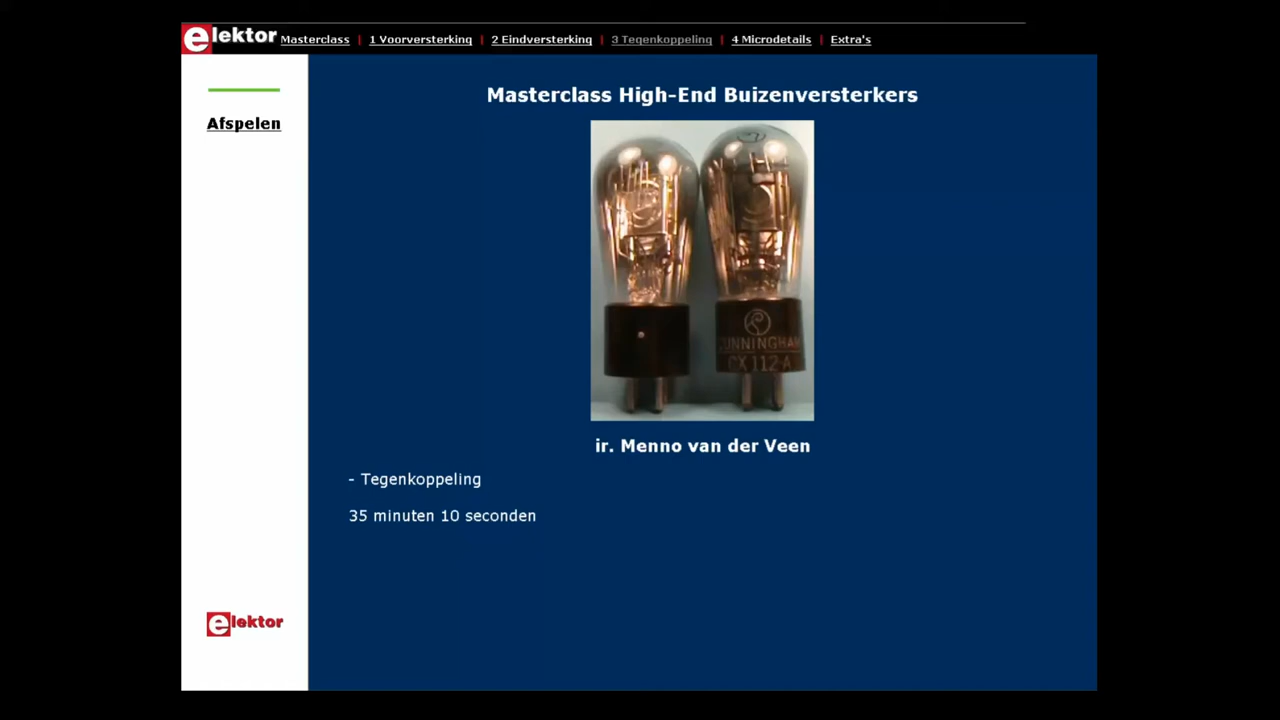 elektor
Masterclass | 1 Voorversterking | 2 Eindversterking | 3 Tegenkoppeling | 4 Microdetails | Extra's
Afspelen
Masterclass High-End Buizenversterkers
CUNNINGHAM
CX 112-A
ir. Menno van der Veen
- Tegenkoppeling
35 minuten 10 seconden
elektor